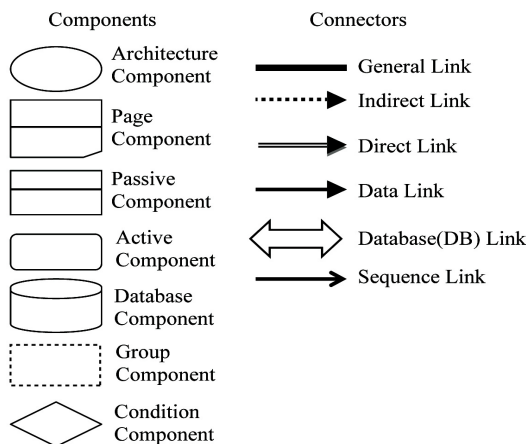 Components
Architecture
Component
Page
Component
Passive
Component
Active
Component
Database
Component
Group
Component
Condition
Component
Connectors
General Link
Indirect Link
Direct Link
Data Link
Database(DB) Link
Sequence Link